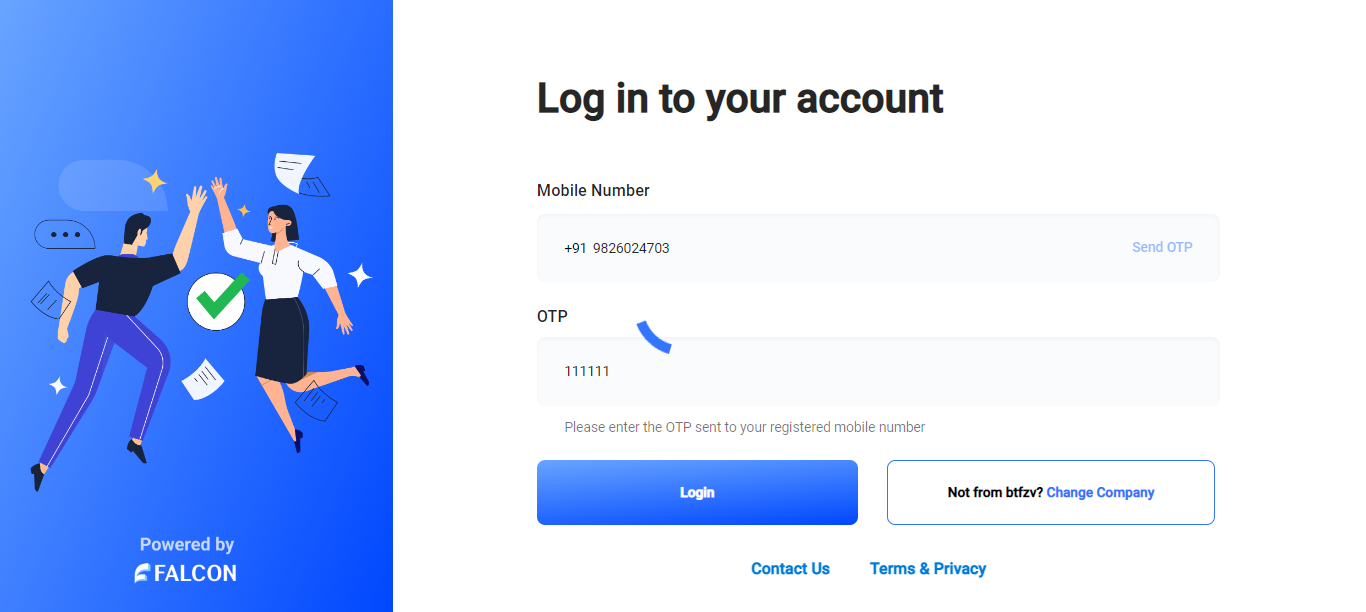 Log in to your account
Mobile Number
+91 9826024703 Send OTP
OTP
111111
Please enter the OTP sent to your registered mobile number
Login
Not from btfzv? Change Company
Contact Us Terms & Privacy
Powered by
FALCON